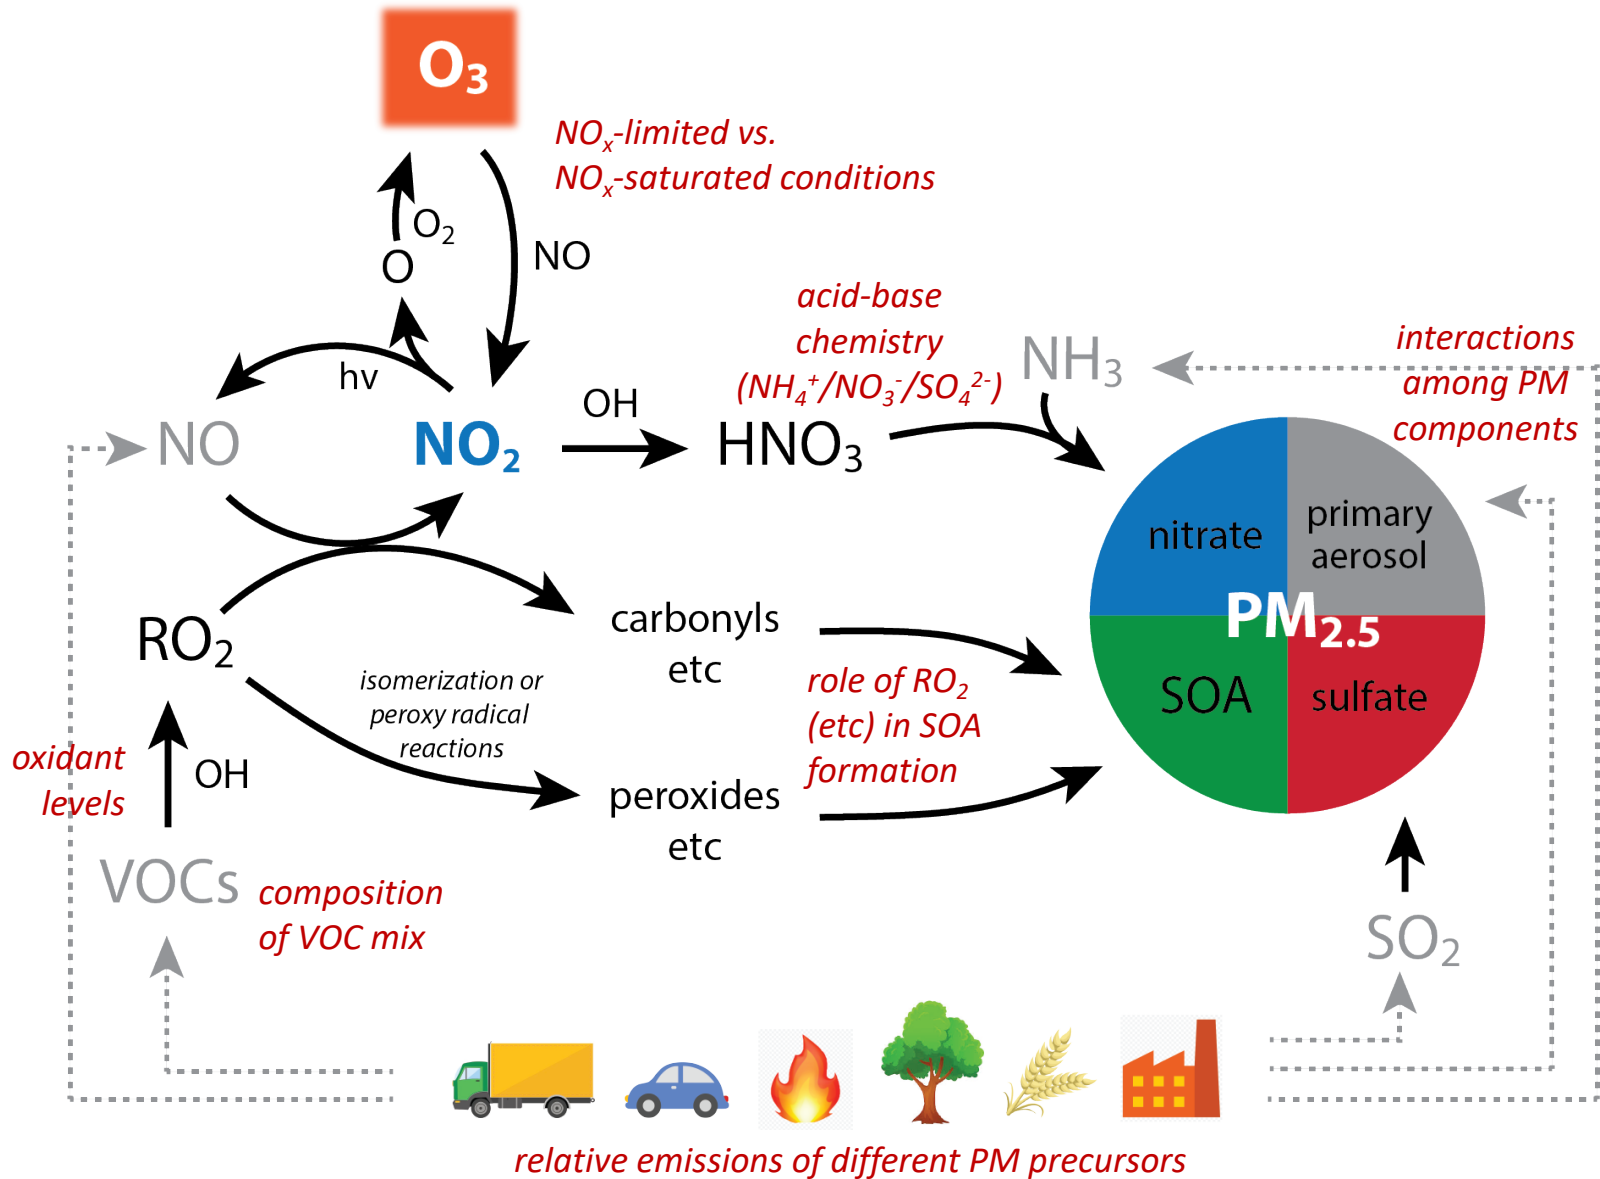 O₃
NOₓ-limited vs.
NOₓ-saturated conditions
O₂
O
NO
hv
acid-base
chemistry
(NH₄⁺/NO₃⁻/SO₄²⁻)
NH₃
interactions
among PM
components
NO
NO₂
OH
HNO₃
nitrate
primary
aerosol
PM₂.₅
SOA
sulfate
RO₂
carbonyls
etc
isomerization or
peroxy radical
reactions
role of RO₂
(etc) in SOA
formation
peroxides
etc
oxidant
levels
OH
VOCs
composition
of VOC mix
SO₂
relative emissions of different PM precursors